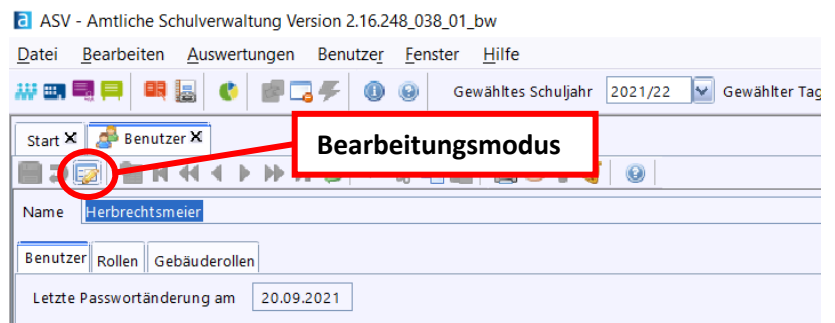 ASV - Amtliche Schulverwaltung Version 2.16.248_038_01_bw
Datei Bearbeiten Auswertungen Benutzer Fenster Hilfe
Gewähltes Schuljahr 2021/22 Gewählter Tag
Start Benutzer
Bearbeitungsmodus
Name Herbrechtsmeier
Benutzer Rollen Gebäuderollen
Letzte Passwortänderung am 20.09.2021